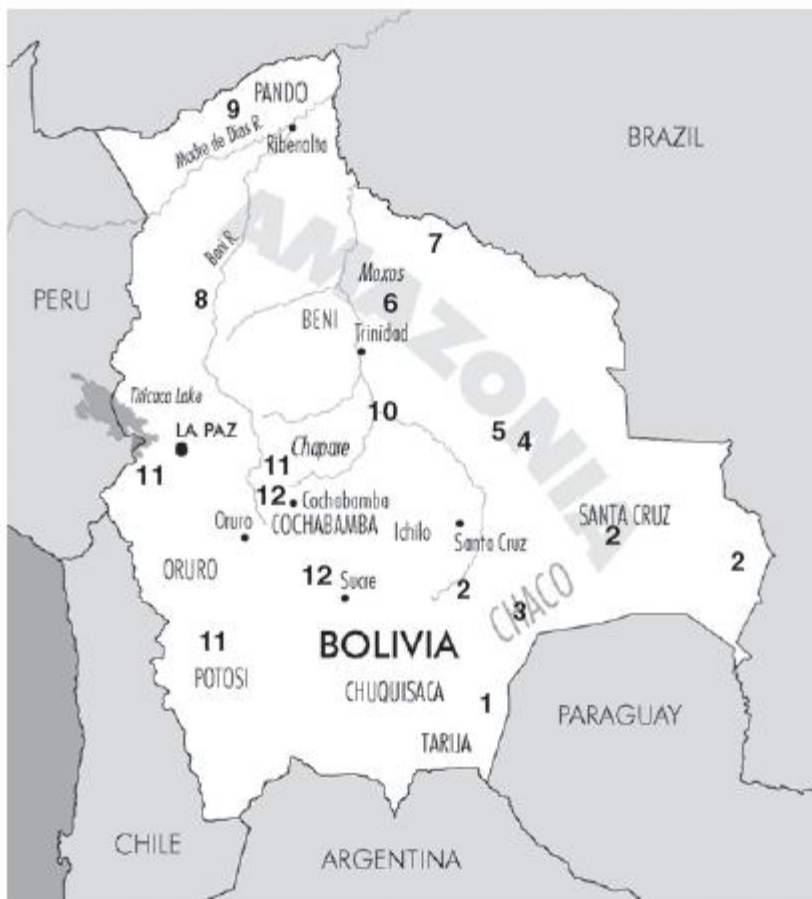 9
PANDO
Madre de Dias R.
Riberalta
BRAZIL
AMAZONIA
7
Beni R.
Moxos
PERU
8
6
BENI
Trinidad
Titicaca Lake
10
5
4
LA PAZ
Chapare
11
11
12
Cochabamba
SANTA CRUZ
Oruro
COCHABAMBA
Ichilo
Santa Cruz
2
2
ORURO
12
Sucre
2
CHACO
3
11
BOLIVIA
POTOSI
CHUQUISACA
1
PARAGUAY
TARIJA
CHILE
ARGENTINA